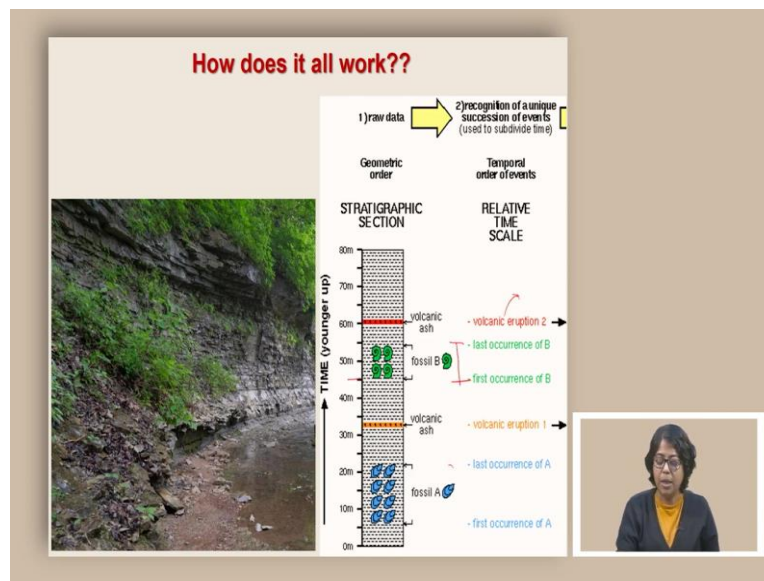 How does it all work??
1)raw data
2)recognition of a unique
succession of events
(used to subdivide time)
Geometric
order
Temporal
order of events
STRATIGRAPHIC
SECTION
RELATIVE
TIME
SCALE
TIME (younger up)
80m
70m
60m
50m
40m
30m
20m
10m
0m
volcanic
ash
fossil B
volcanic
ash
fossil A
- volcanic eruption 2
- last occurrence of B
- first occurrence of B
- volcanic eruption 1
- last occurrence of A
- first occurrence of A